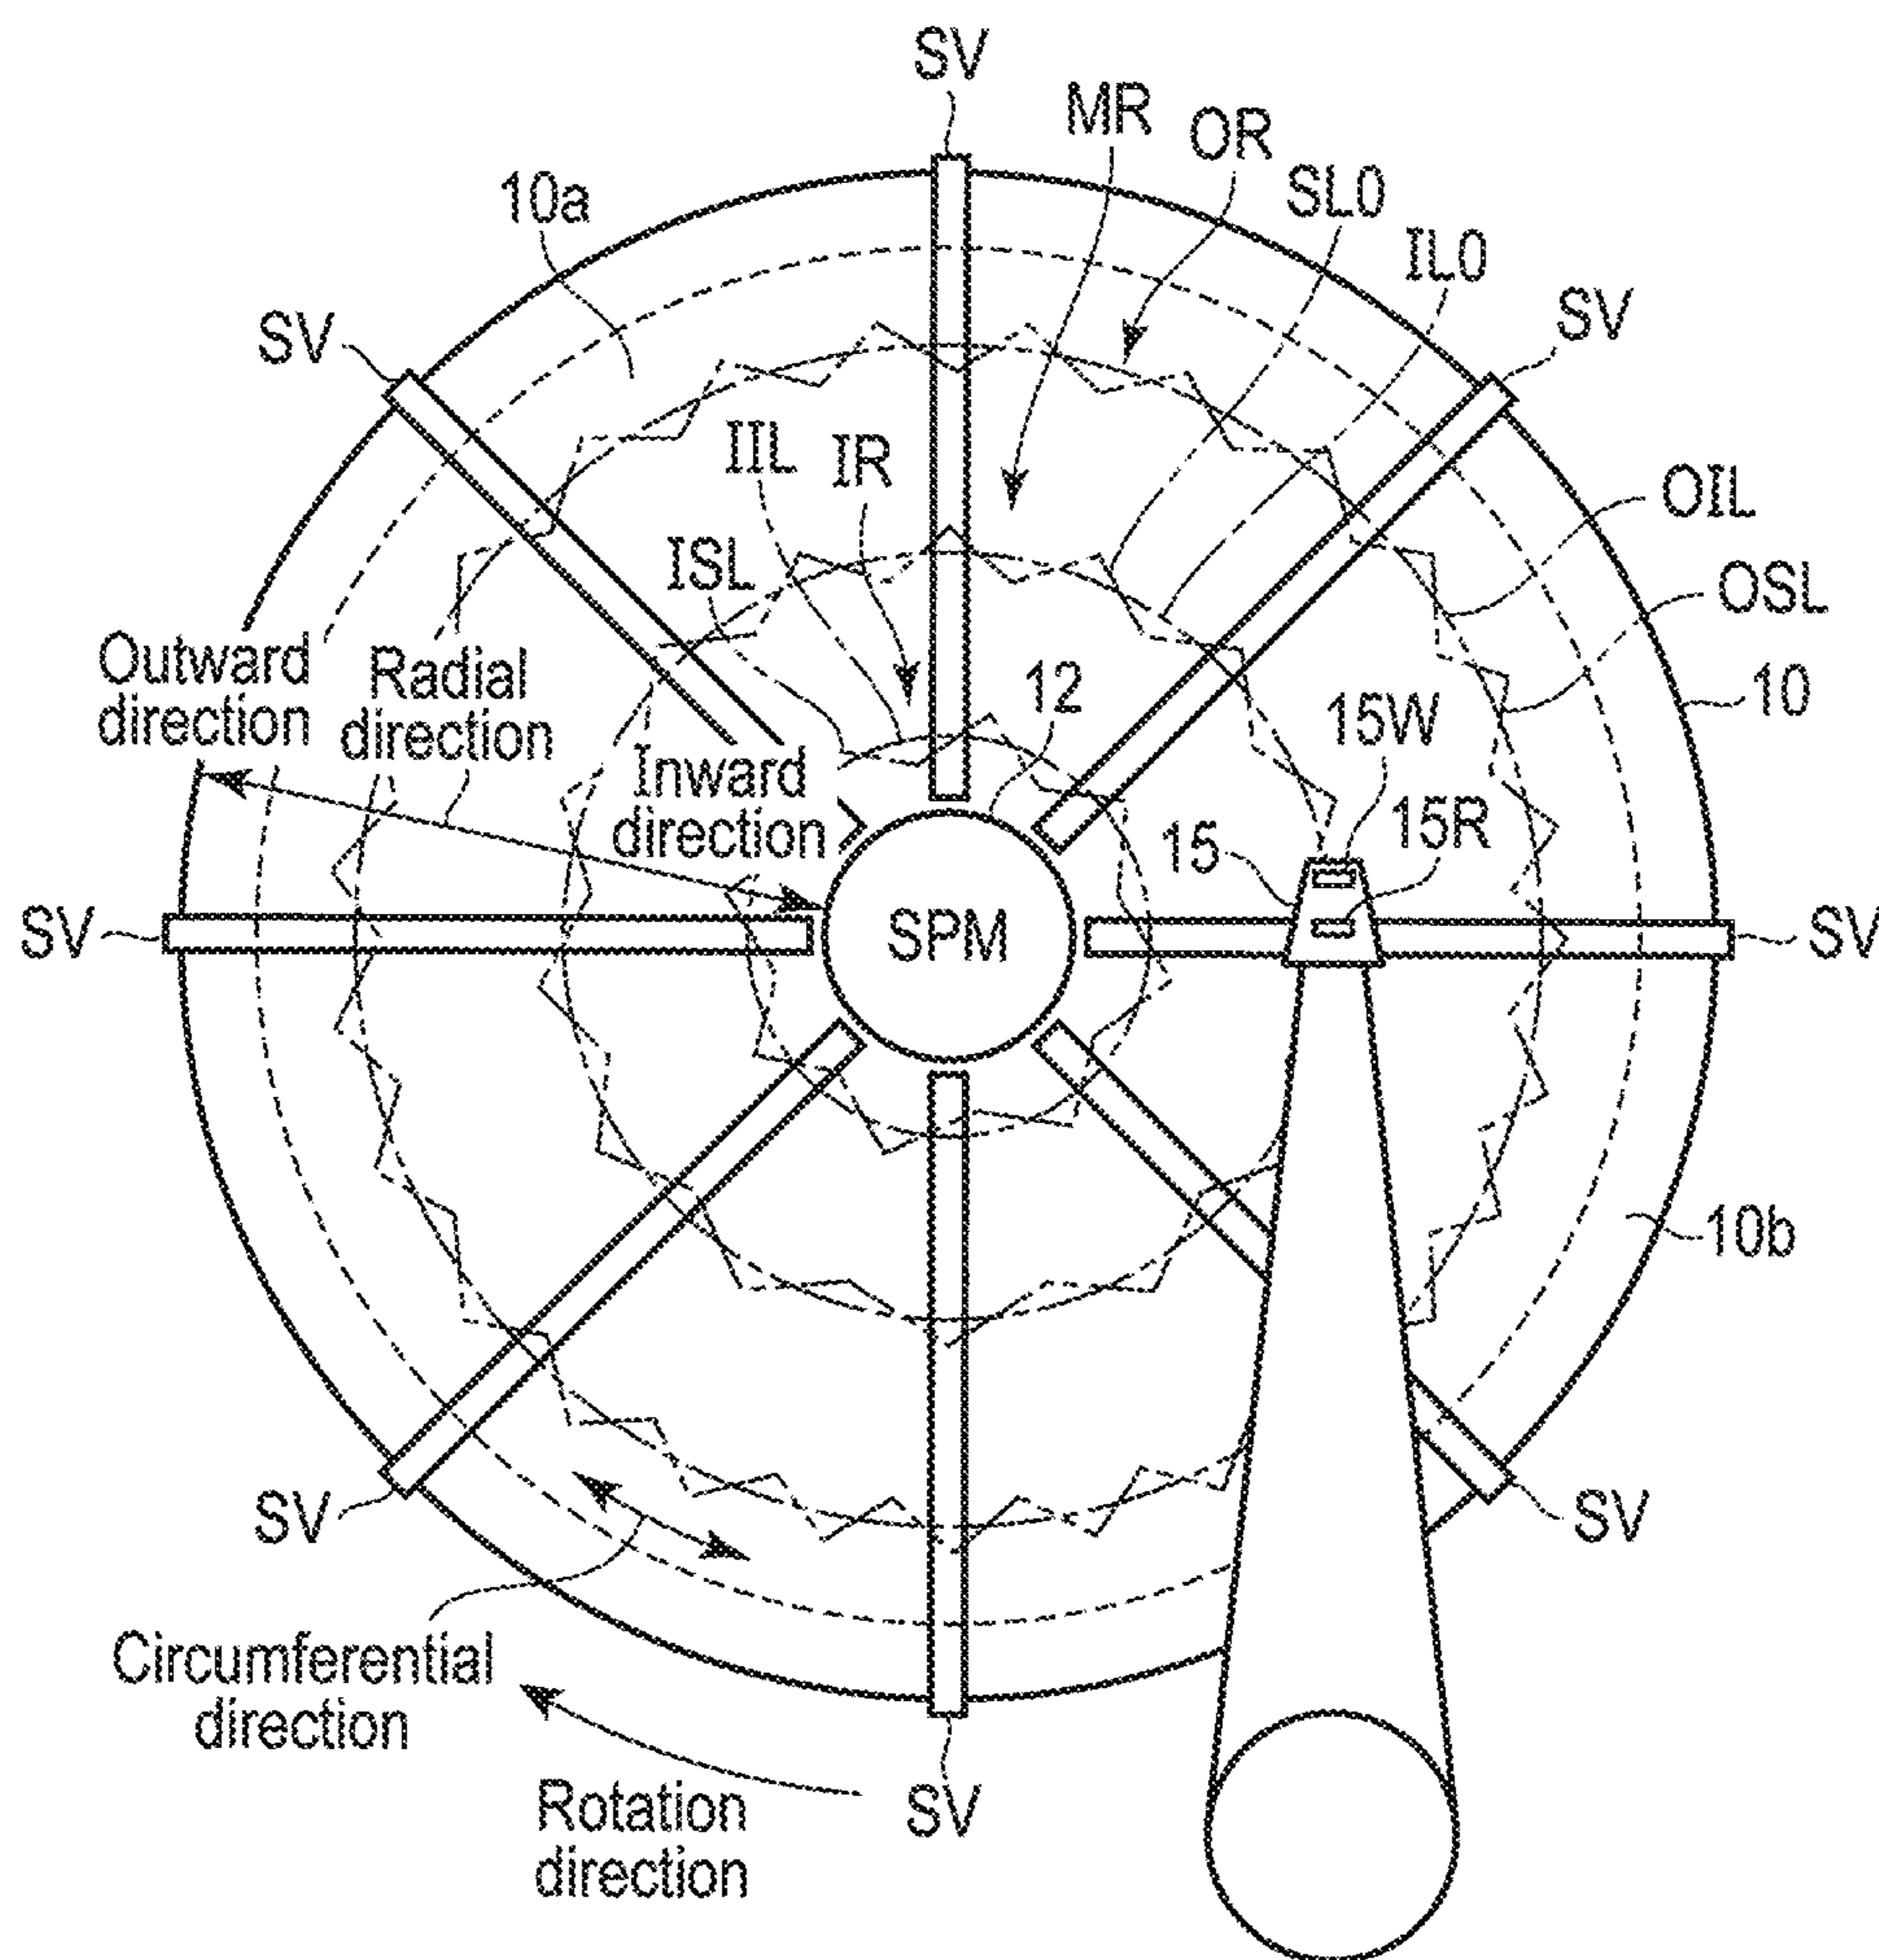 SV
MR
OR
10a
SL0
IL0
SV
SV
IIL
IR
OIL
ISL
OSL
Outward
direction
Radial
direction
12
10
15W
Inward
direction
15
15R
SV
SPM
SV
10b
SV
SV
Circumferential
direction
Rotation
direction
SV